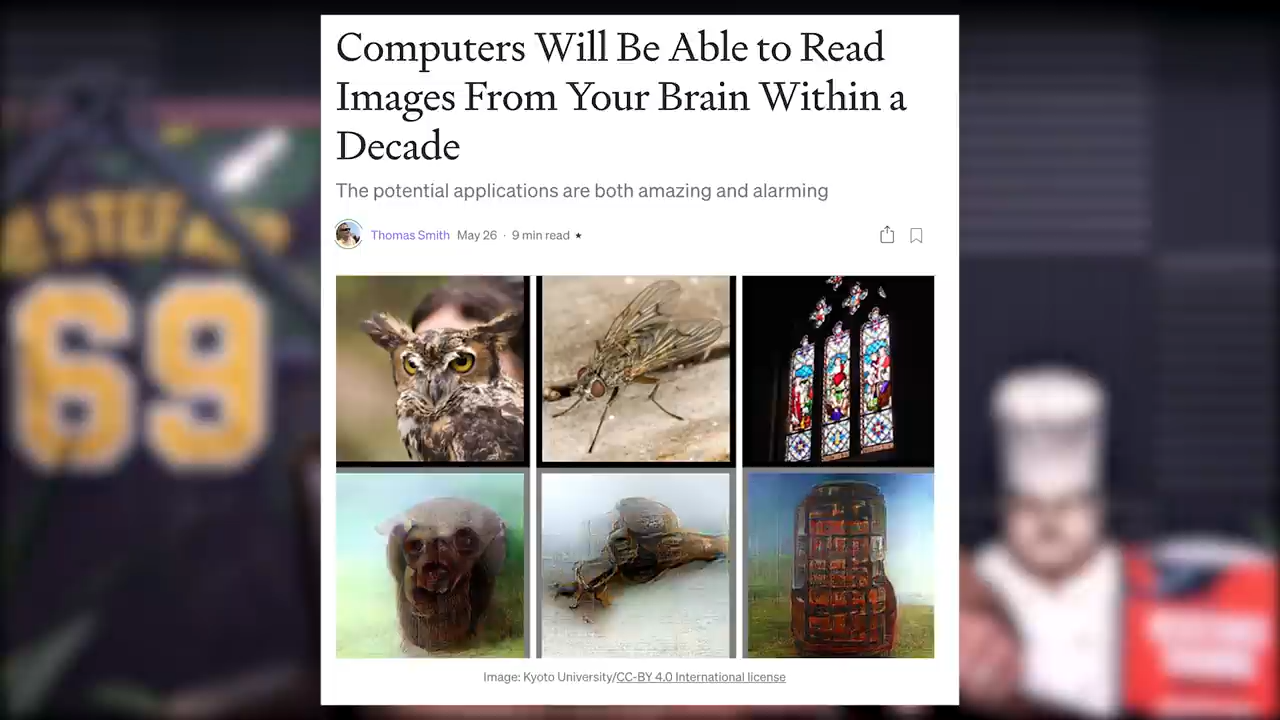 Computers Will Be Able to Read
Images From Your Brain Within a
Decade
The potential applications are both amazing and alarming
Thomas Smith May 26 · 9 min read ★
Image: Kyoto University/CC-BY 4.0 International license
69